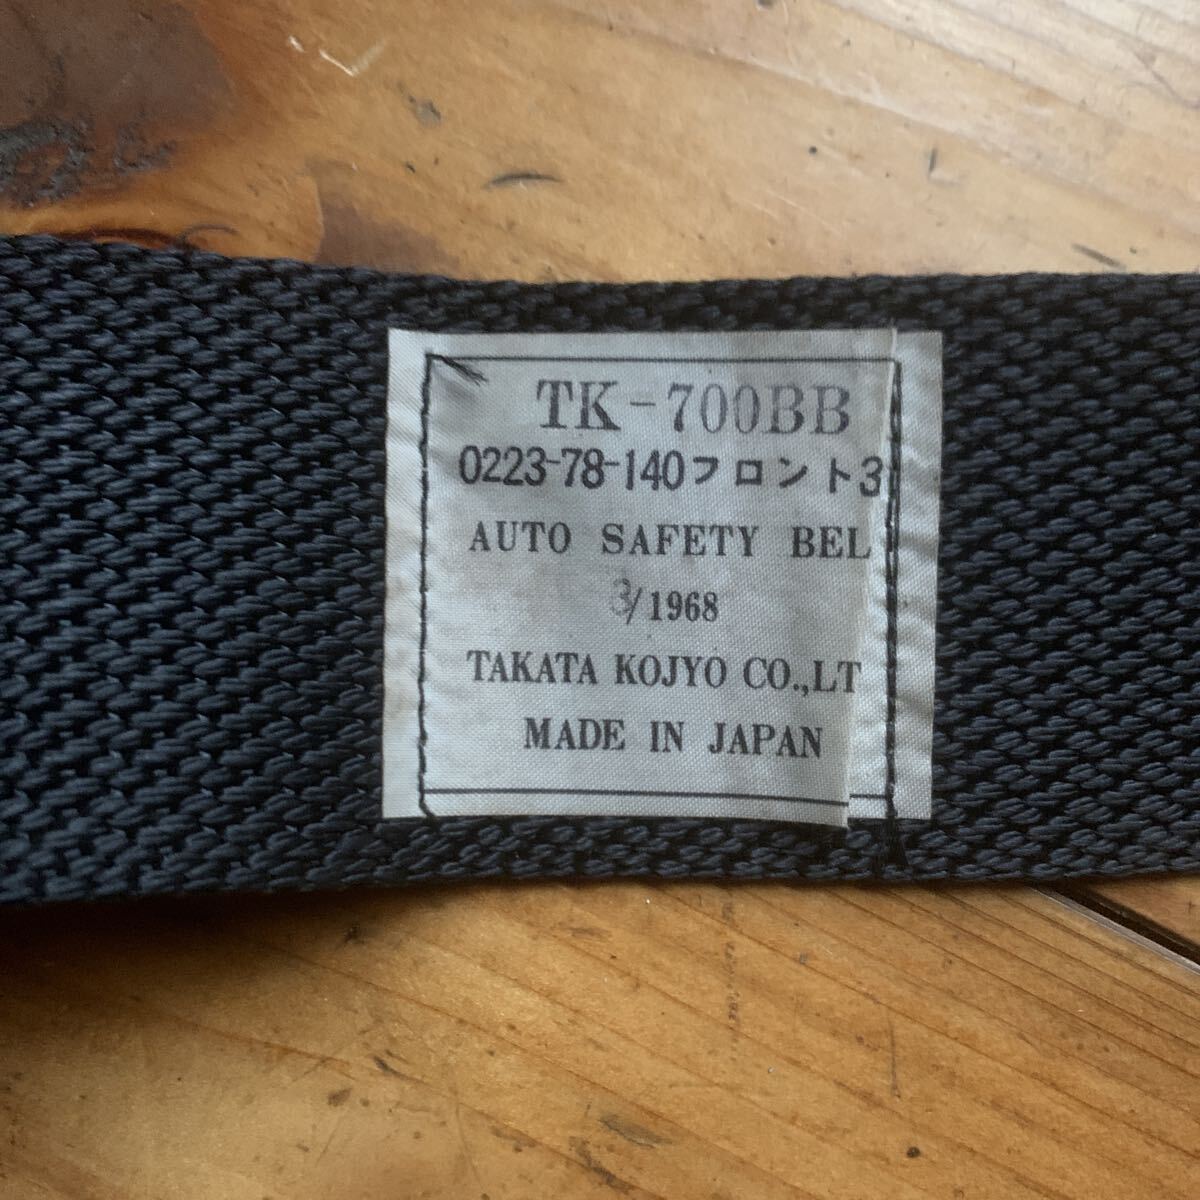 TK-700BB
0223-78-140フロント3
AUTO SAFETY BEL
3/1968
TAKATA KOJYO CO.,LT
MADE IN JAPAN